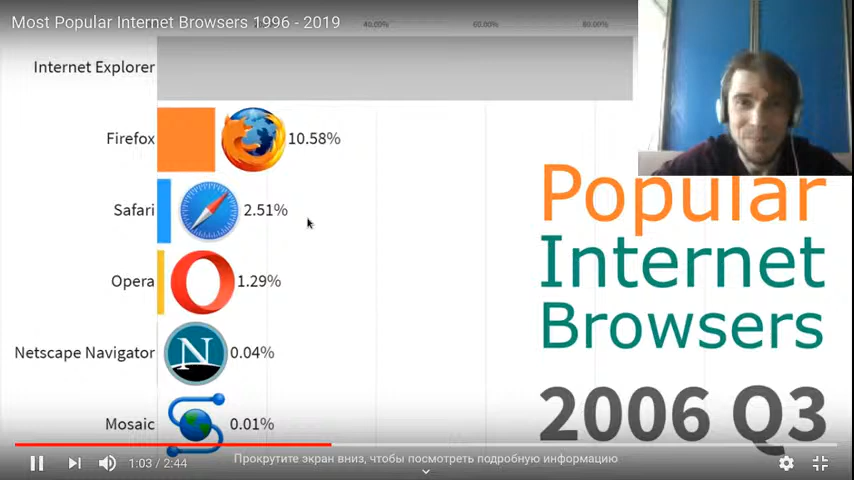 Most Popular Internet Browsers 1996 - 2019
40.00%
60.00%
80.00%
Internet Explorer
Firefox
10.58%
Safari
2.51%
Opera
1.29%
Netscape Navigator
N
0.04%
Mosaic
0.01%
Popular
Internet
Browsers
2006 Q3
1:03 / 2:44
Прокрутите экран вниз, чтобы посмотреть подробную информацию